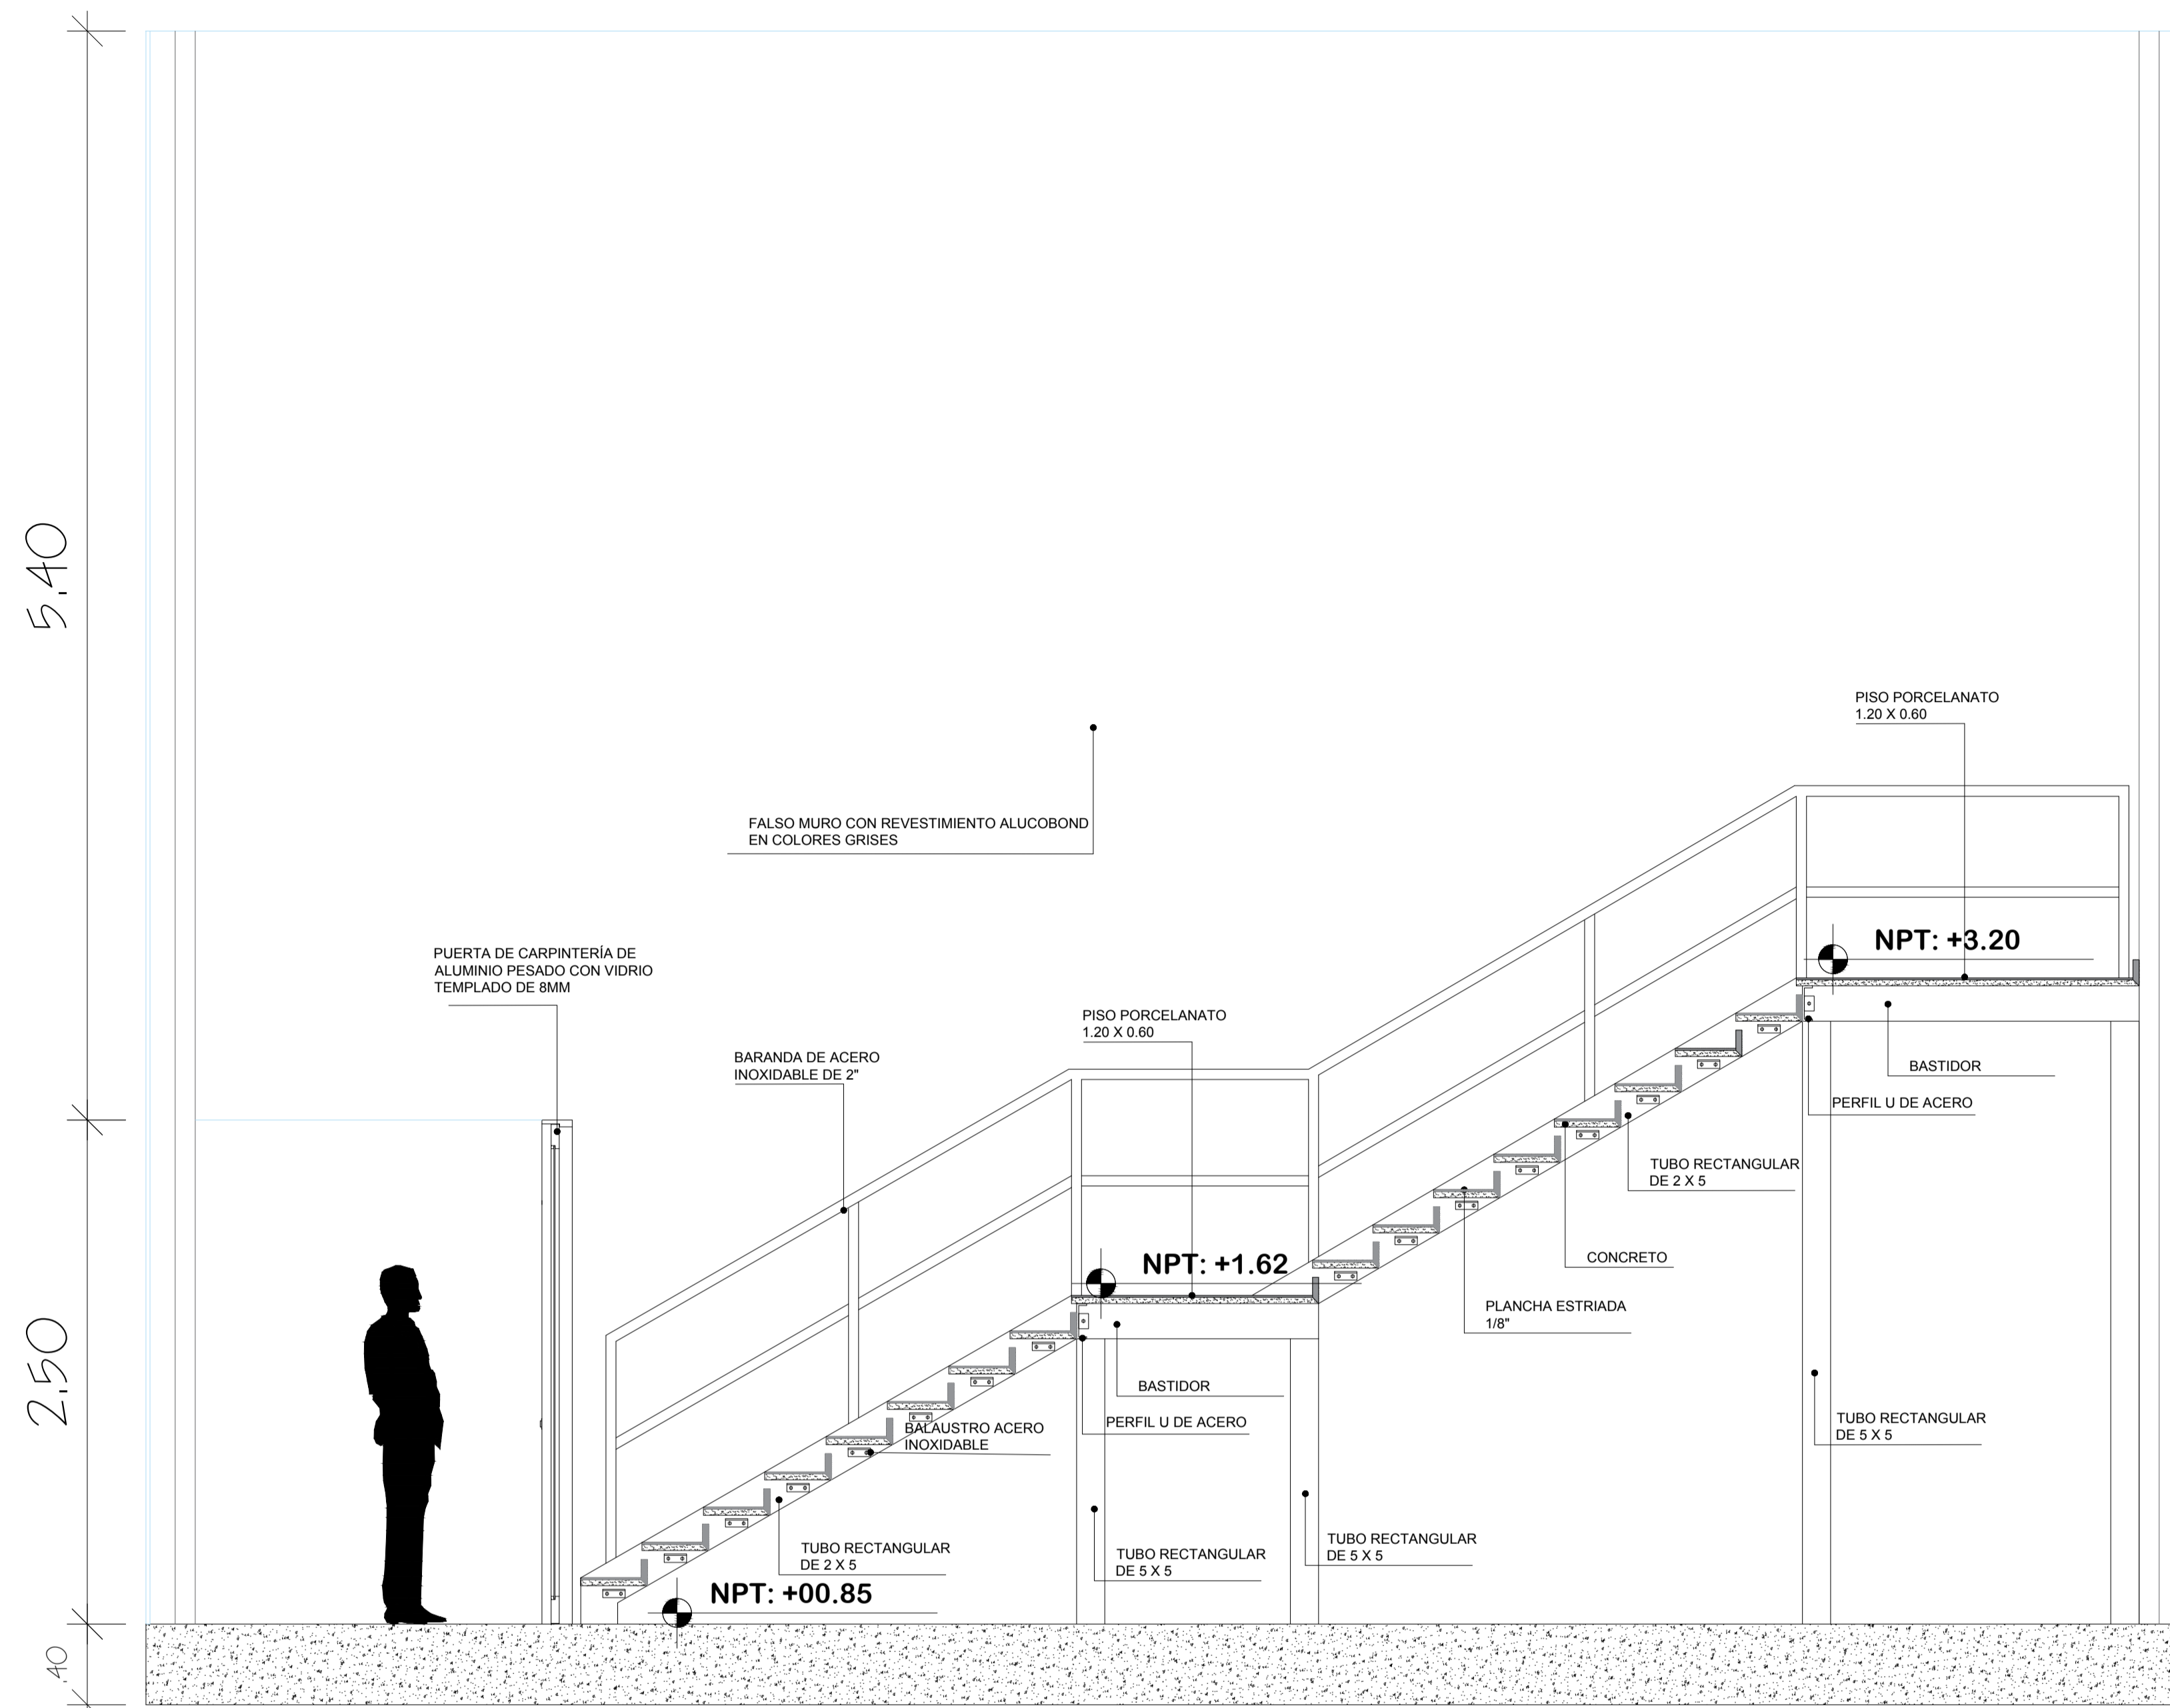 5.40
PISO PORCELANATO
1.20 X 0.60
FALSO MURO CON REVESTIMIENTO ALUCOBOND
EN COLORES GRISES
NPT: +3.20
PUERTA DE CARPINTERÍA DE
ALUMINIO PESADO CON VIDRIO
TEMPLADO DE 8MM
PISO PORCELANATO
1.20 X 0.60
BARANDA DE ACERO
INOXIDABLE DE 2"
BASTIDOR
PERFIL U DE ACERO
TUBO RECTANGULAR
DE 2 X 5
NPT: +1.62
CONCRETO
PLANCHA ESTRIADA
1/8"
2.50
BASTIDOR
PERFIL U DE ACERO
BALAUSTRO ACERO
INOXIDABLE
TUBO RECTANGULAR
DE 5 X 5
TUBO RECTANGULAR
DE 2 X 5
TUBO RECTANGULAR
DE 5 X 5
TUBO RECTANGULAR
DE 5 X 5
NPT: +00.85
.40